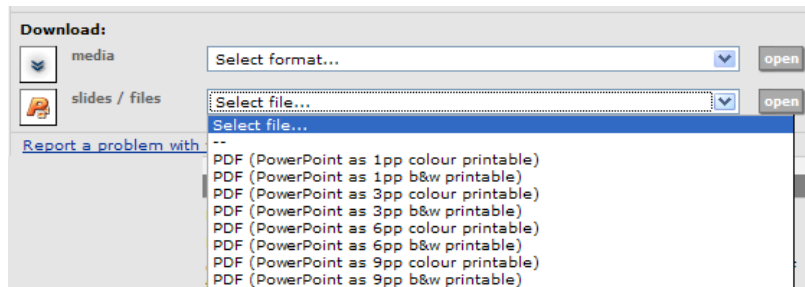 Download:
media
Select format...
open
slides / files
Select file...
open
Select file...
--
Report a problem with
PDF (PowerPoint as 1pp colour printable)
PDF (PowerPoint as 1pp b&w printable)
PDF (PowerPoint as 3pp colour printable)
PDF (PowerPoint as 3pp b&w printable)
PDF (PowerPoint as 6pp colour printable)
PDF (PowerPoint as 6pp b&w printable)
PDF (PowerPoint as 9pp colour printable)
PDF (PowerPoint as 9pp b&w printable)